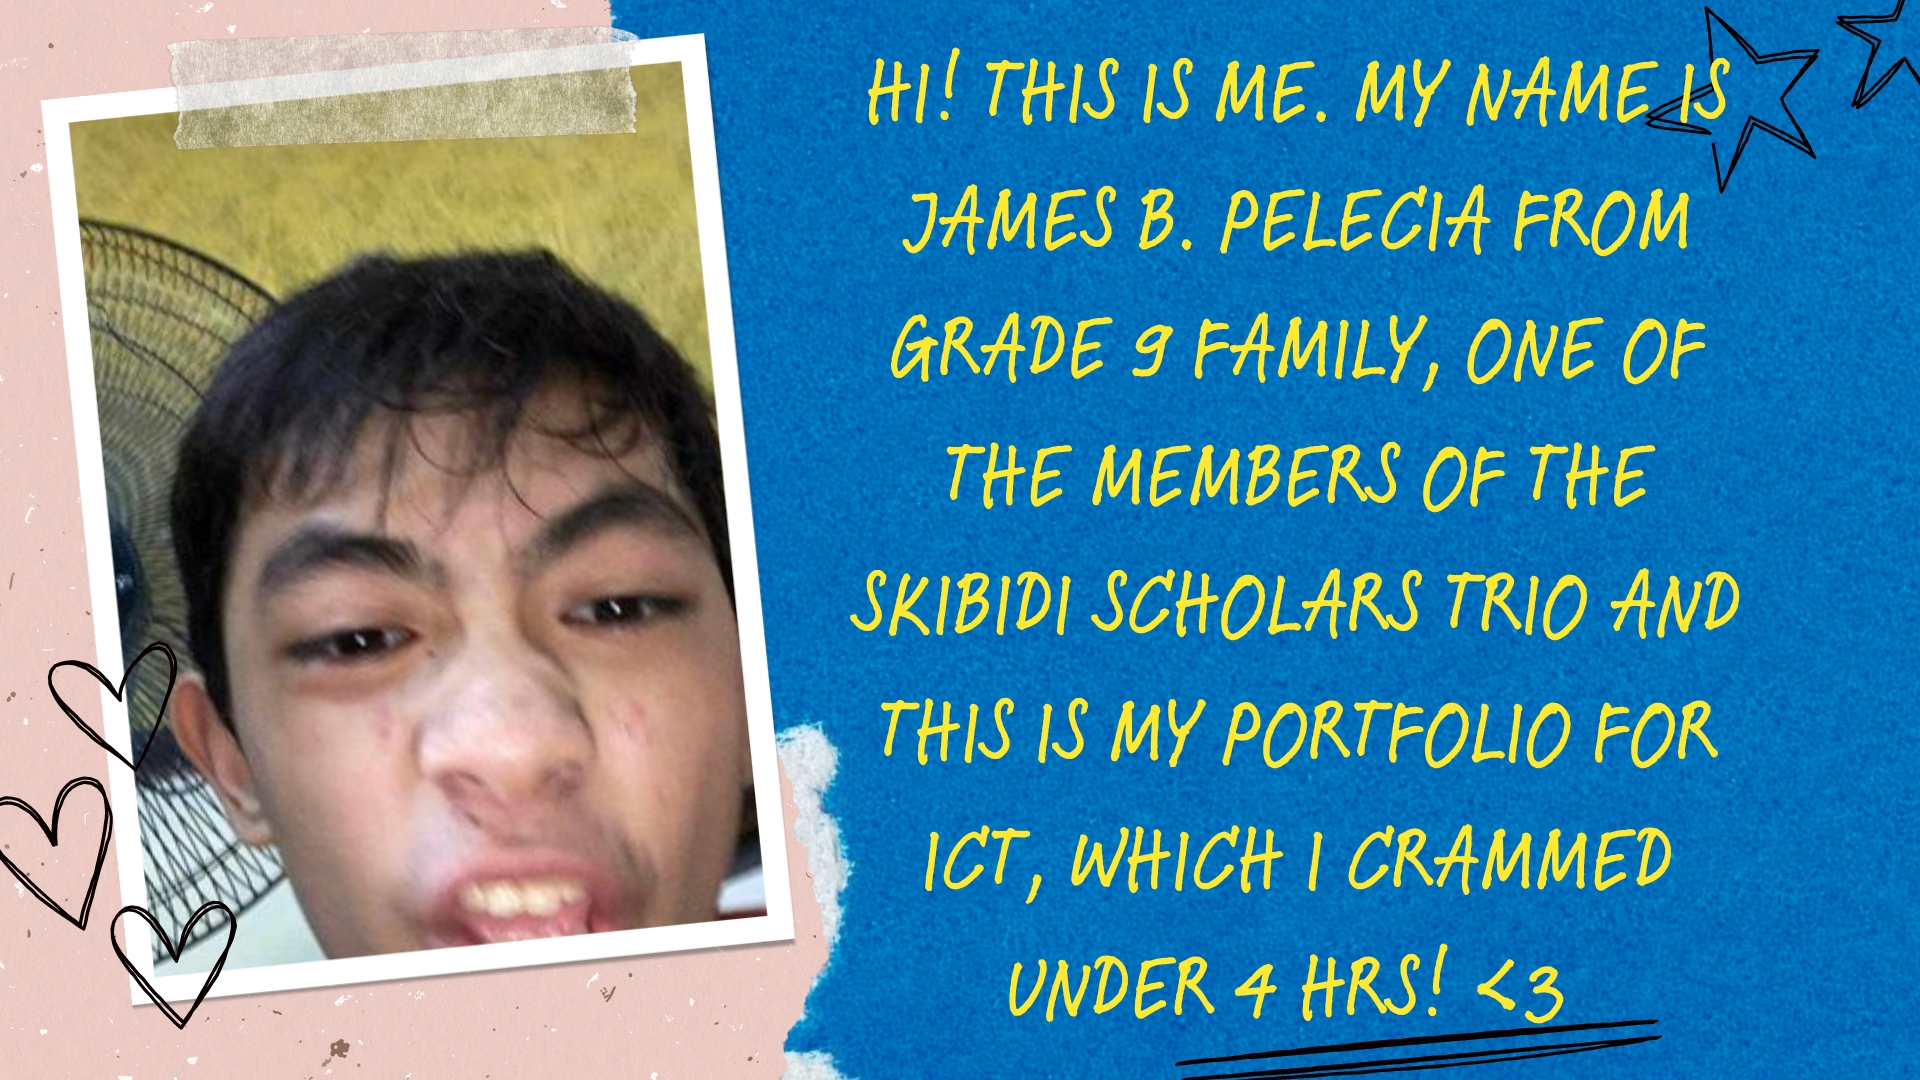 HI! THIS IS ME. MY NAME IS
JAMES B. PELECIA FROM
GRADE 9 FAMILY, ONE OF
THE MEMBERS OF THE
SKIBIDI SCHOLARS TRIO AND
THIS IS MY PORTFOLIO FOR
ICT, WHICH I CRAMMED
UNDER 4 HRS! <3